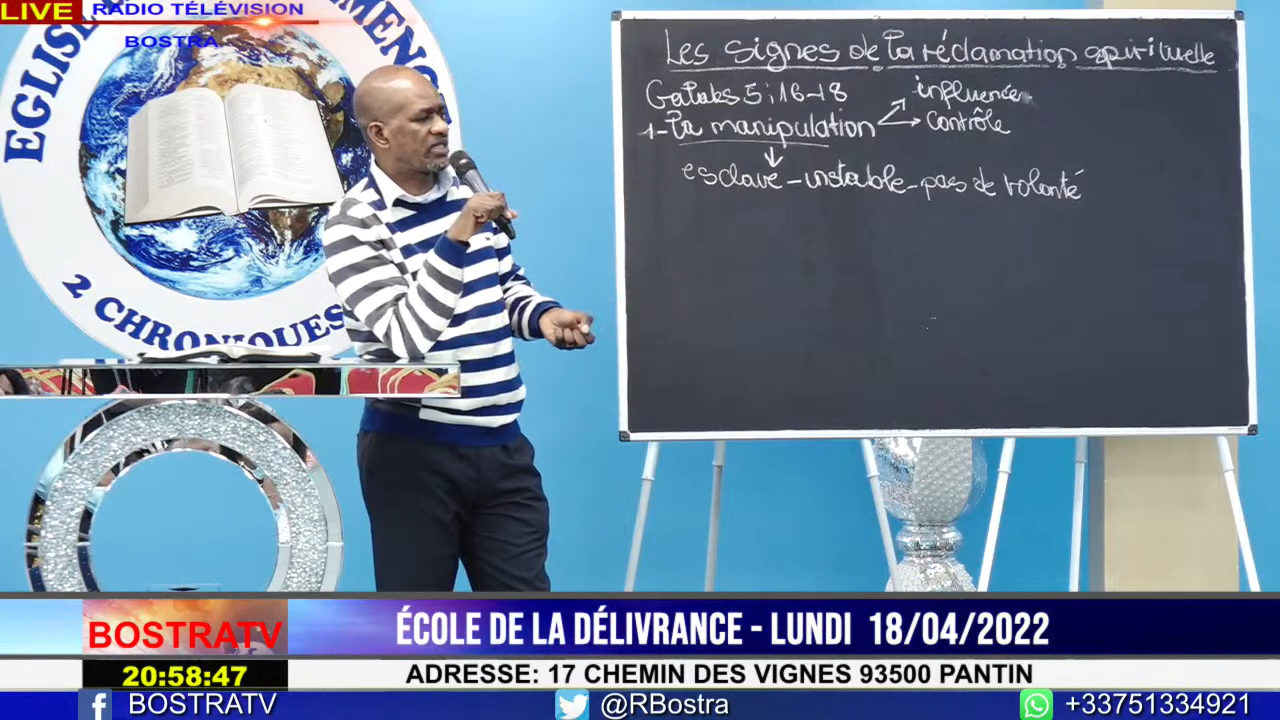 LIVE
RADIO TÉLÉVISION
BOSTRA
EGLISE
2 CHRONIQUES
Les signes de la réclamation spirituelle
Galates 5:16-18
influence
1- La manipulation
contrôle
esclave - instable - pas de volonté
BOSTRATV
ÉCOLE DE LA DÉLIVRANCE - LUNDI 18/04/2022
20:58:47
ADRESSE: 17 CHEMIN DES VIGNES 93500 PANTIN
BOSTRATV
@RBostra
+33751334921